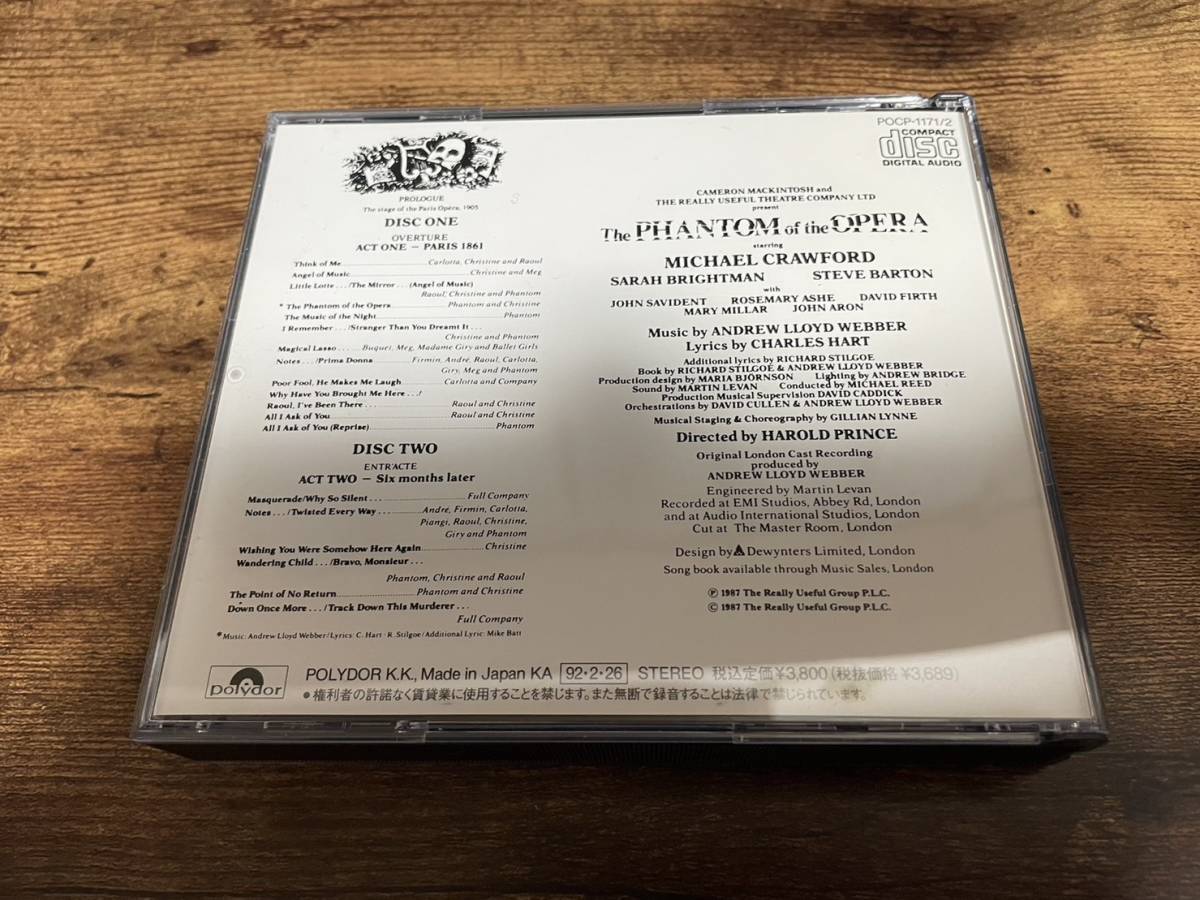 PROLOGUE
The stage of the Paris Opéra, 1905
DISC ONE
OVERTURE
ACT ONE — PARIS 1861
Think of Me Carlotta, Christine and Raoul
Angel of Music Christine and Meg
Little Lotte . . ./The Mirror . . . (Angel of Music)
Raoul, Christine and Phantom
* The Phantom of the Opera Phantom and Christine
The Music of the Night Phantom
I Remember . . ./Stranger Than You Dreamt It . . .
Christine and Phantom
Magical Lasso . . . Buquet, Meg, Madame Giry and Ballet Girls
Notes . . ./Prima Donna Firmin, André, Raoul, Carlotta,
Giry, Meg and Phantom
Poor Fool, He Makes Me Laugh Carlotta and Company
Why Have You Brought Me Here . . ./
Raoul, I've Been There . . . Raoul and Christine
All I Ask of You Raoul and Christine
All I Ask of You (Reprise) Phantom
DISC TWO
ENTR'ACTE
ACT TWO — Six months later
Masquerade/Why So Silent . . . Full Company
Notes . . ./Twisted Every Way . . . André, Firmin, Carlotta,
Piangi, Raoul, Christine,
Giry and Phantom
Wishing You Were Somehow Here Again Christine
Wandering Child . . ./Bravo, Monsieur . . .
Phantom, Christine and Raoul
The Point of No Return Phantom and Christine
Down Once More . . ./Track Down This Murderer . . .
Full Company
* Music: Andrew Lloyd Webber/Lyrics: C. Hart · R. Stilgoe/Additional Lyric: Mike Batt
POCP-1171/2
COMPACT
disc
DIGITAL AUDIO
CAMERON MACKINTOSH and
THE REALLY USEFUL THEATRE COMPANY LTD
present
The PHANTOM of the OPERA
starring
MICHAEL CRAWFORD
SARAH BRIGHTMAN STEVE BARTON
with
JOHN SAVIDENT ROSEMARY ASHE DAVID FIRTH
MARY MILLAR JOHN ARON
Music by ANDREW LLOYD WEBBER
Lyrics by CHARLES HART
Additional lyrics by RICHARD STILGOE
Book by RICHARD STILGOE & ANDREW LLOYD WEBBER
Production design by MARIA BJÖRNSON Lighting by ANDREW BRIDGE
Sound by MARTIN LEVAN Conducted by MICHAEL REED
Production Musical Supervision DAVID CADDICK
Orchestrations by DAVID CULLEN & ANDREW LLOYD WEBBER
Musical Staging & Choreography by GILLIAN LYNNE
Directed by HAROLD PRINCE
Original London Cast Recording
produced by
ANDREW LLOYD WEBBER
Engineered by Martin Levan
Recorded at EMI Studios, Abbey Rd, London
and at Audio International Studios, London
Cut at The Master Room, London
Design by Dewynters Limited, London
Song book available through Music Sales, London
℗ 1987 The Really Useful Group P.L.C.
© 1987 The Really Useful Group P.L.C.
polydor
POLYDOR K.K., Made in Japan KA 92·2·26 STEREO 税込定価¥3,800(税抜価格 ¥3,689)
●権利者の許諾なく賃貸業に使用することを禁じます。また無断で録音することは法律で禁じられています。